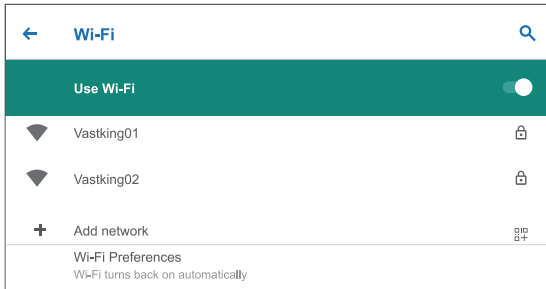 Wi-Fi
Use Wi-Fi
Vastking01
Vastking02
Add network
Wi-Fi Preferences
Wi-Fi turns back on automatically